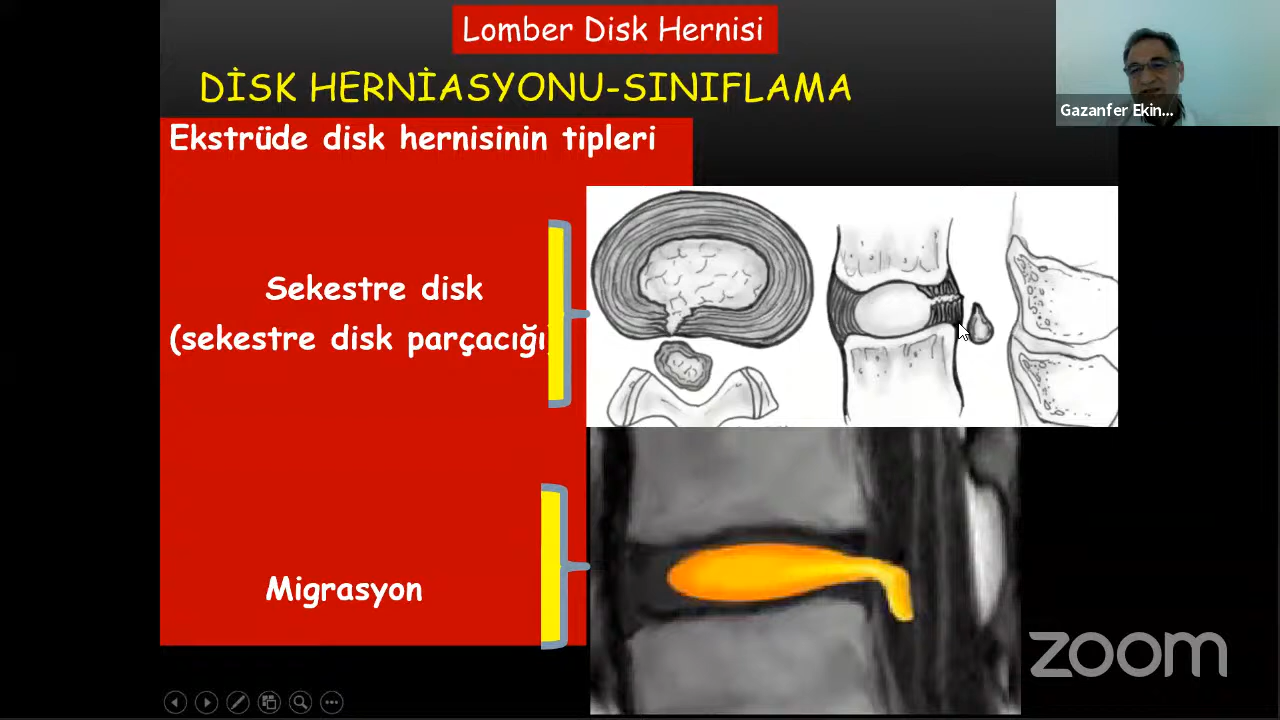 Lomber Disk Hernisi
DİSK HERNİASYONU-SINIFLAMA
Gazanfer Ekin...
Ekstrüde disk hernisinin tipleri
Sekestre disk
(sekestre disk parçacığı)
Migrasyon
zoom